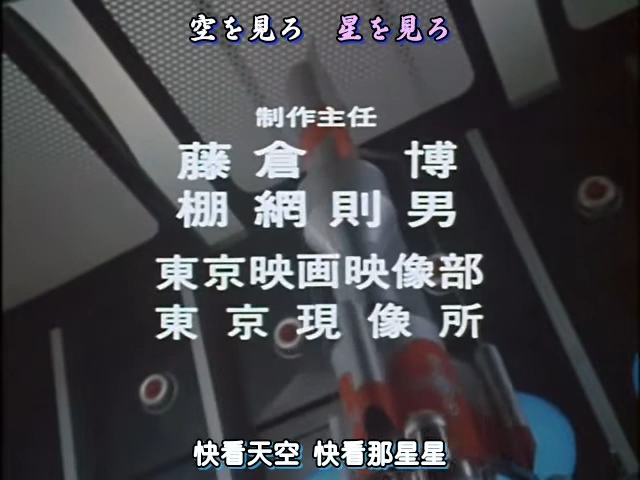 空を見ろ　星を見ろ
制作主任
藤倉　博
棚網則男
東京映画映像部
東京現像所
快看天空 快看那星星